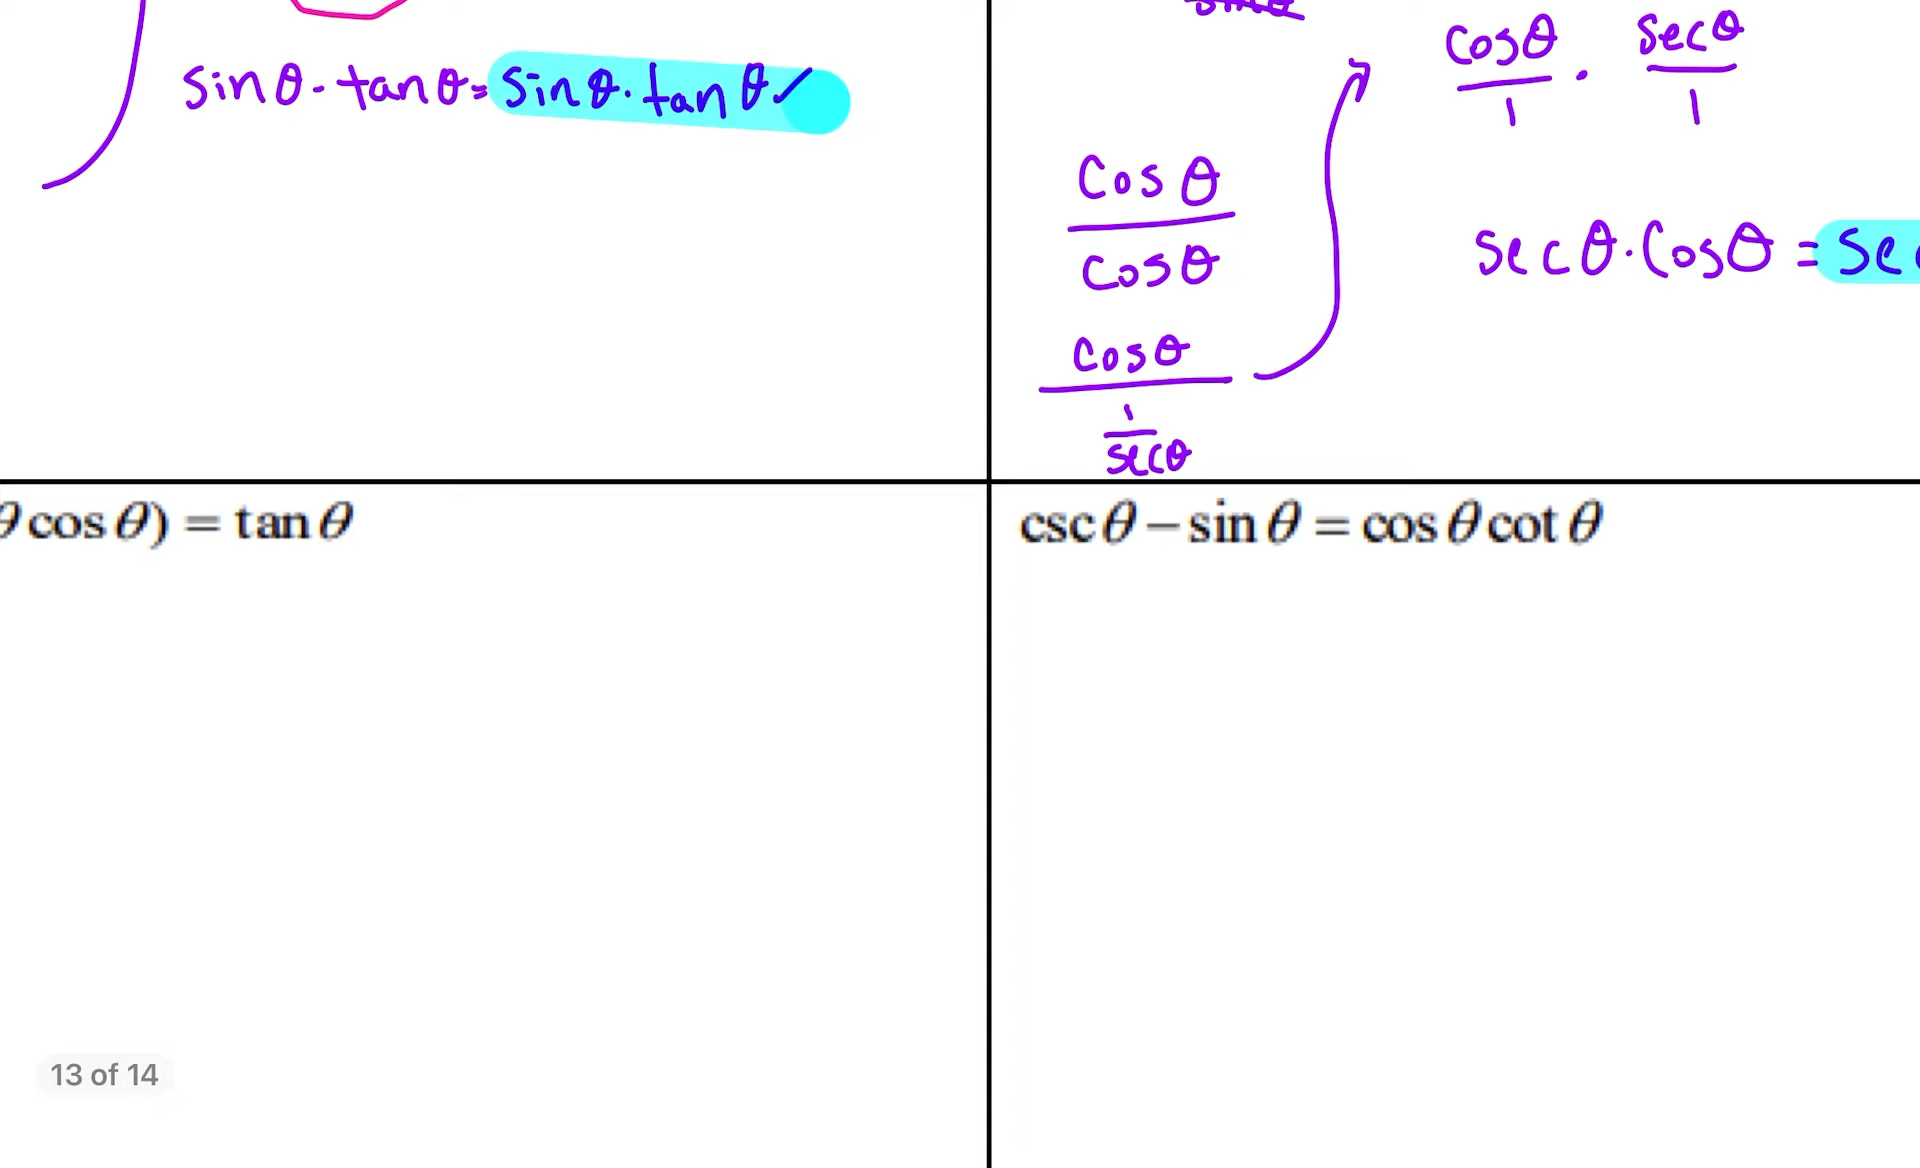 sinθ · tanθ = sinθ · tanθ ✓
cosθ/1 · secθ/1
cosθ
cosθ
secθ · cosθ =
cosθ
1
secθ
cos θ) = tan θ
csc θ − sin θ = cos θ cot θ
13 of 14